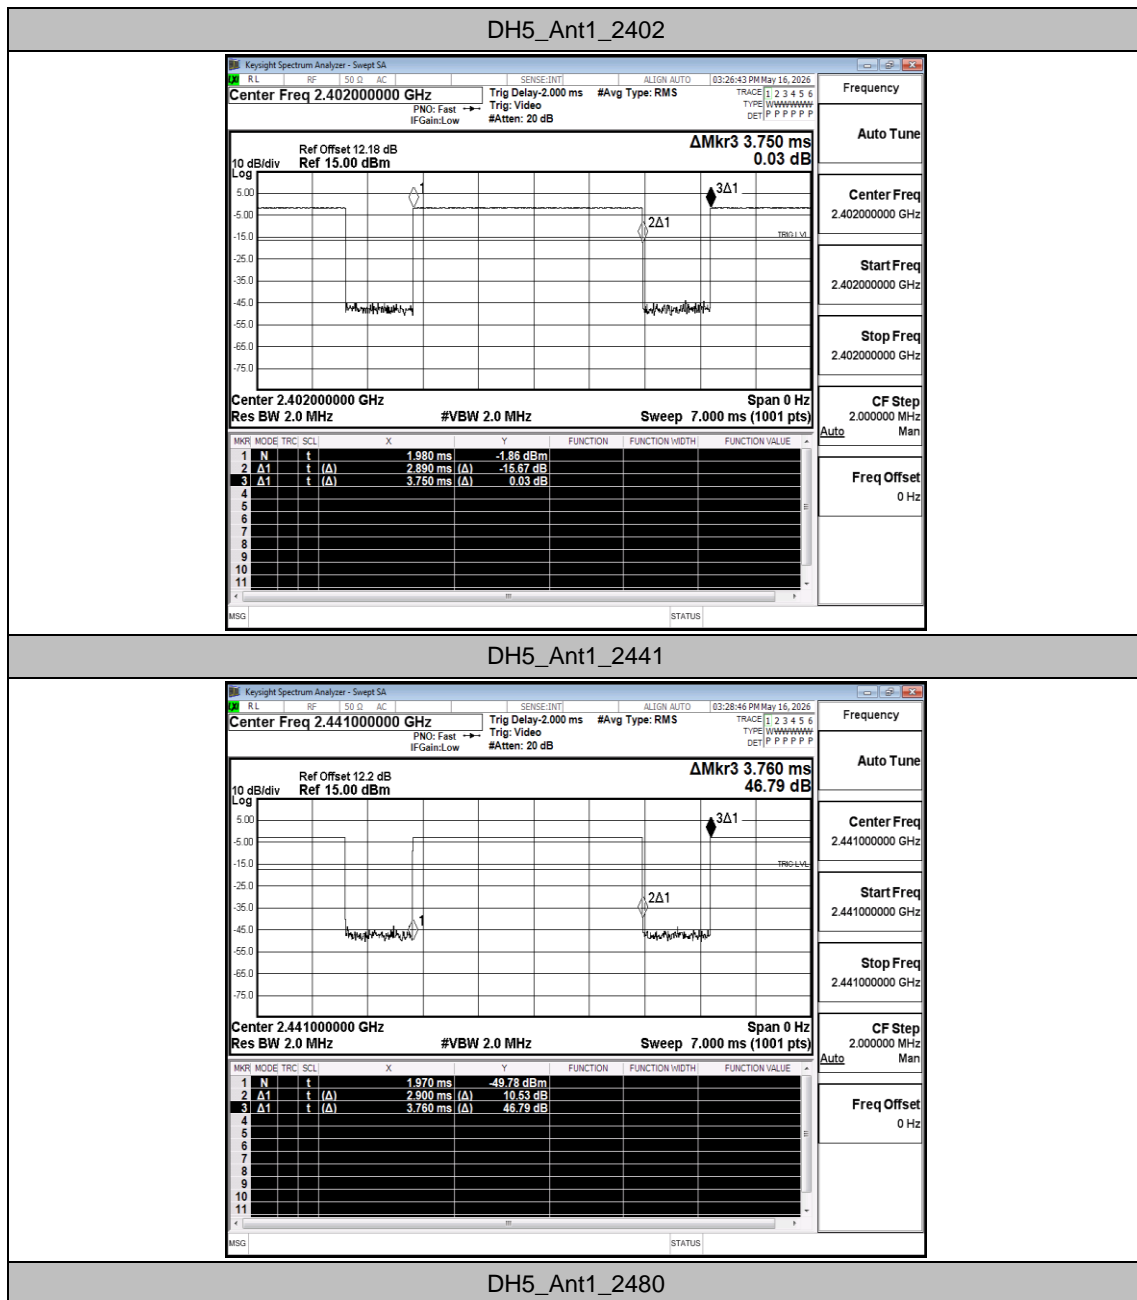 DH5_Ant1_2402
Keysight Spectrum Analyzer - Swept SA
RL RF 50 Ω AC SENSE:INT ALIGN AUTO 03:26:43 PM May 16, 2026
Center Freq 2.402000000 GHz Trig Delay-2.000 ms #Avg Type: RMS TRACE 1 2 3 4 5 6
PNO: Fast Trig: Video TYPE WWWWWW
IFGain:Low #Atten: 20 dB DET P P P P P P
Frequency
Auto Tune
Center Freq
2.402000000 GHz
Start Freq
2.402000000 GHz
Stop Freq
2.402000000 GHz
CF Step
2.000000 MHz
Auto Man
Freq Offset
0 Hz
ΔMkr3 3.750 ms
0.03 dB
Ref Offset 12.18 dB
10 dB/div Ref 15.00 dBm
Log
5.00
-5.00
-15.0
-25.0
-35.0
-45.0
-55.0
-65.0
-75.0
1
2Δ1
3Δ1
TRIG LVL
Center 2.402000000 GHz Span 0 Hz
Res BW 2.0 MHz #VBW 2.0 MHz Sweep 7.000 ms (1001 pts)
MKR MODE TRC SCL X Y FUNCTION FUNCTION WIDTH FUNCTION VALUE
1 N t 1.980 ms -1.86 dBm
2 Δ1 t (Δ) 2.890 ms (Δ) -15.67 dB
3 Δ1 t (Δ) 3.750 ms (Δ) 0.03 dB
4
5
6
7
8
9
10
11
MSG STATUS
DH5_Ant1_2441
Keysight Spectrum Analyzer - Swept SA
RL RF 50 Ω AC SENSE:INT ALIGN AUTO 03:28:46 PM May 16, 2026
Center Freq 2.441000000 GHz Trig Delay-2.000 ms #Avg Type: RMS TRACE 1 2 3 4 5 6
PNO: Fast Trig: Video TYPE WWWWWW
IFGain:Low #Atten: 20 dB DET P P P P P P
Frequency
Auto Tune
Center Freq
2.441000000 GHz
Start Freq
2.441000000 GHz
Stop Freq
2.441000000 GHz
CF Step
2.000000 MHz
Auto Man
Freq Offset
0 Hz
ΔMkr3 3.760 ms
46.79 dB
Ref Offset 12.2 dB
10 dB/div Ref 15.00 dBm
Log
5.00
-5.00
-15.0
-25.0
-35.0
-45.0
-55.0
-65.0
-75.0
3Δ1
TRIG LVL
2Δ1
1
Center 2.441000000 GHz Span 0 Hz
Res BW 2.0 MHz #VBW 2.0 MHz Sweep 7.000 ms (1001 pts)
MKR MODE TRC SCL X Y FUNCTION FUNCTION WIDTH FUNCTION VALUE
1 N t 1.970 ms -49.78 dBm
2 Δ1 t (Δ) 2.900 ms (Δ) 10.53 dB
3 Δ1 t (Δ) 3.760 ms (Δ) 46.79 dB
4
5
6
7
8
9
10
11
MSG STATUS
DH5_Ant1_2480